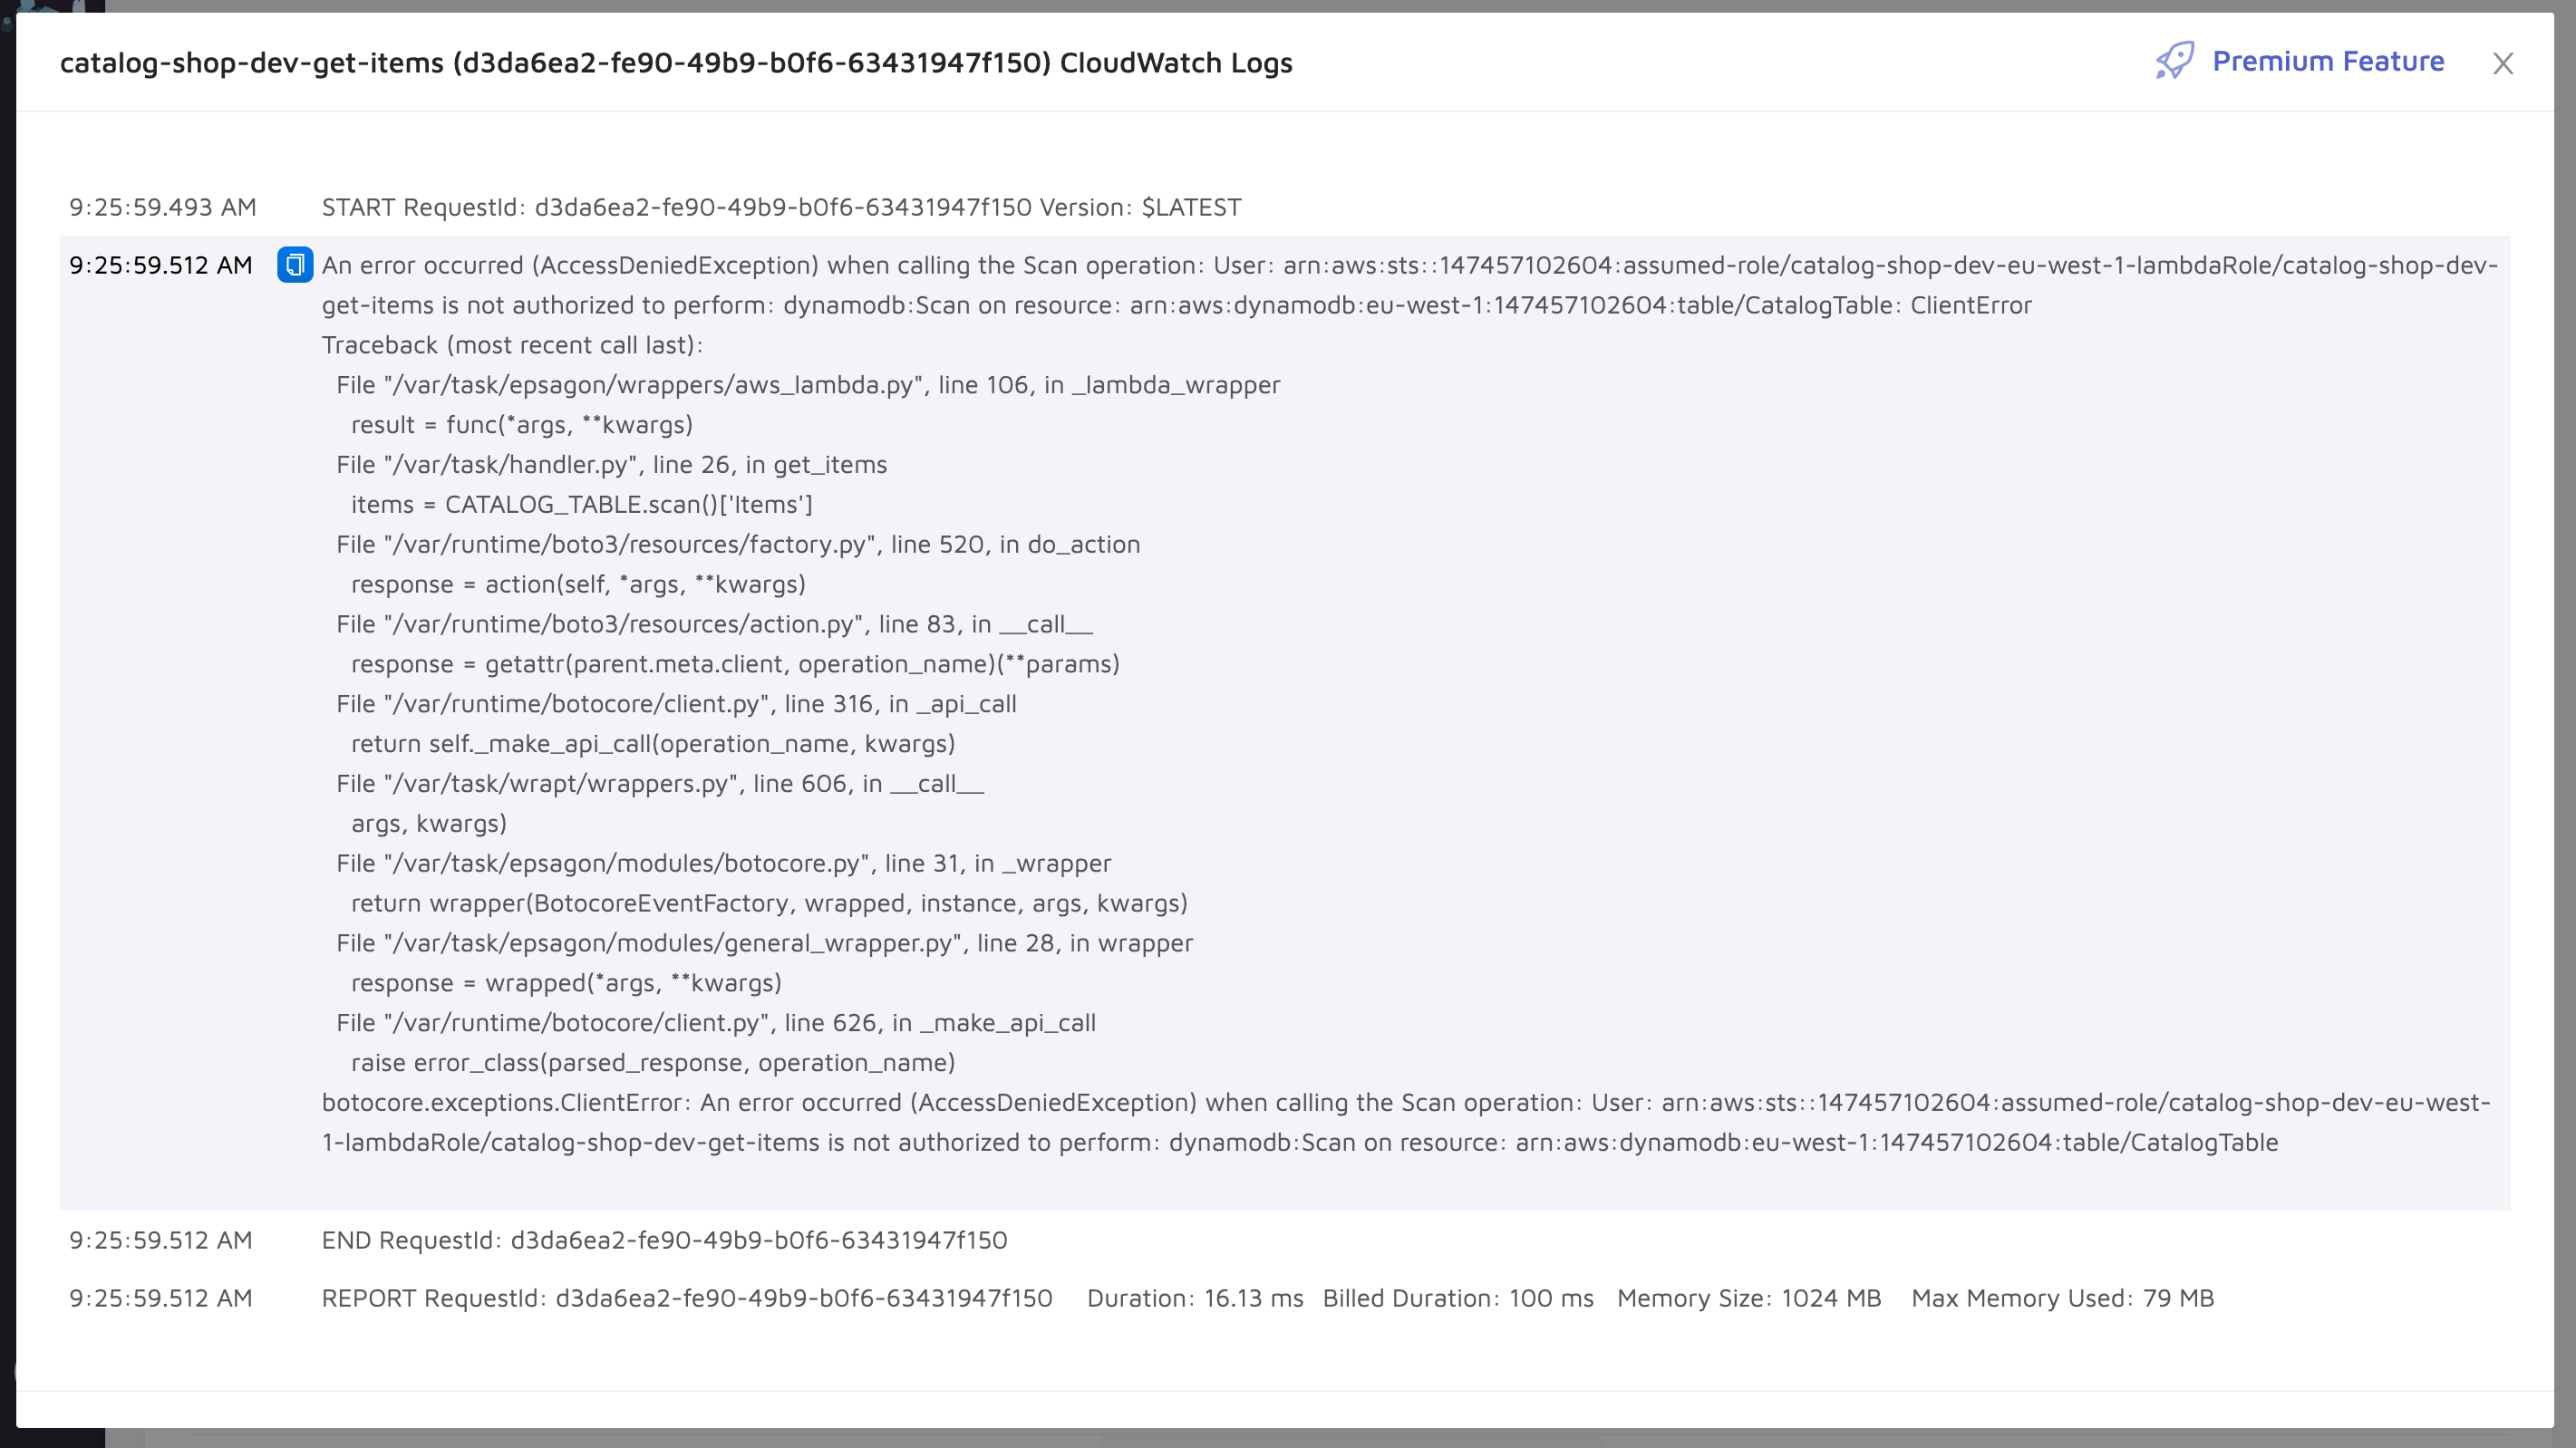 catalog-shop-dev-get-items (d3da6ea2-fe90-49b9-b0f6-63431947f150) CloudWatch Logs
Premium Feature
9:25:59.493 AM START RequestId: d3da6ea2-fe90-49b9-b0f6-63431947f150 Version: $LATEST
9:25:59.512 AM An error occurred (AccessDeniedException) when calling the Scan operation: User: arn:aws:sts::147457102604:assumed-role/catalog-shop-dev-eu-west-1-lambdaRole/catalog-shop-dev-
get-items is not authorized to perform: dynamodb:Scan on resource: arn:aws:dynamodb:eu-west-1:147457102604:table/CatalogTable: ClientError
Traceback (most recent call last):
File "/var/task/epsagon/wrappers/aws_lambda.py", line 106, in _lambda_wrapper
result = func(*args, **kwargs)
File "/var/task/handler.py", line 26, in get_items
items = CATALOG_TABLE.scan()['Items']
File "/var/runtime/boto3/resources/factory.py", line 520, in do_action
response = action(self, *args, **kwargs)
File "/var/runtime/boto3/resources/action.py", line 83, in __call__
response = getattr(parent.meta.client, operation_name)(**params)
File "/var/runtime/botocore/client.py", line 316, in _api_call
return self._make_api_call(operation_name, kwargs)
File "/var/task/wrapt/wrappers.py", line 606, in __call__
args, kwargs)
File "/var/task/epsagon/modules/botocore.py", line 31, in _wrapper
return wrapper(BotocoreEventFactory, wrapped, instance, args, kwargs)
File "/var/task/epsagon/modules/general_wrapper.py", line 28, in wrapper
response = wrapped(*args, **kwargs)
File "/var/runtime/botocore/client.py", line 626, in _make_api_call
raise error_class(parsed_response, operation_name)
botocore.exceptions.ClientError: An error occurred (AccessDeniedException) when calling the Scan operation: User: arn:aws:sts::147457102604:assumed-role/catalog-shop-dev-eu-west-
1-lambdaRole/catalog-shop-dev-get-items is not authorized to perform: dynamodb:Scan on resource: arn:aws:dynamodb:eu-west-1:147457102604:table/CatalogTable
9:25:59.512 AM END RequestId: d3da6ea2-fe90-49b9-b0f6-63431947f150
9:25:59.512 AM REPORT RequestId: d3da6ea2-fe90-49b9-b0f6-63431947f150 Duration: 16.13 ms Billed Duration: 100 ms Memory Size: 1024 MB Max Memory Used: 79 MB